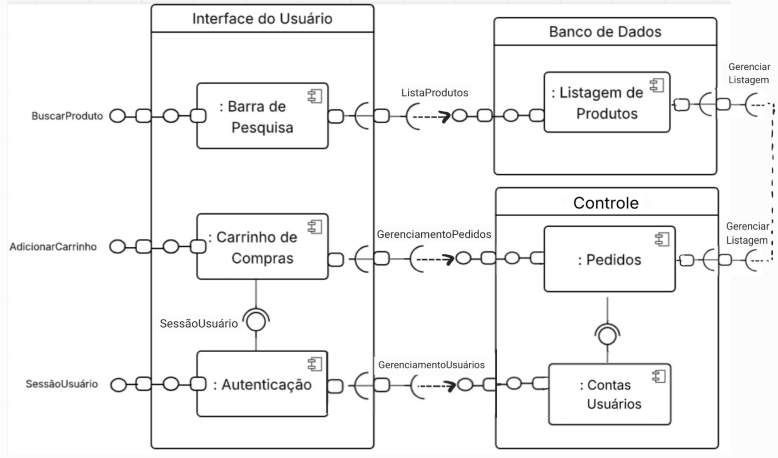 Interface do Usuário
Banco de Dados
Gerenciar
Listagem
BuscarProduto
: Barra de
Pesquisa
ListaProdutos
: Listagem de
Produtos
Controle
AdicionarCarrinho
: Carrinho de
Compras
GerenciamentoPedidos
: Pedidos
Gerenciar
Listagem
SessãoUsuário
SessãoUsuário
: Autenticação
GerenciamentoUsuários
: Contas
Usuários